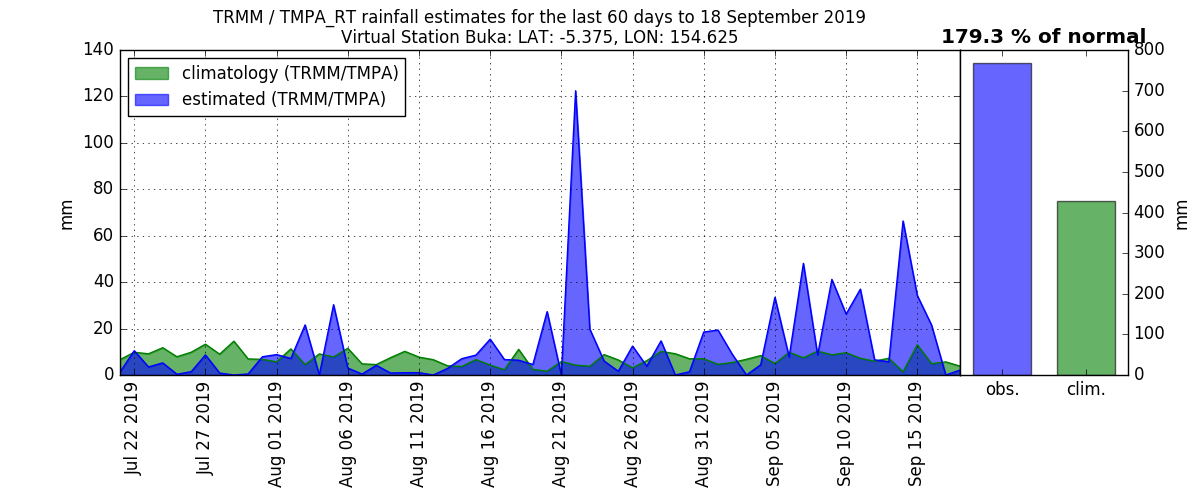 TRMM / TMPA_RT rainfall estimates for the last 60 days to 18 September 2019
Virtual Station Buka: LAT: -5.375, LON: 154.625
179.3 % of normal
climatology (TRMM/TMPA)
estimated (TRMM/TMPA)
mm
140
120
100
80
60
40
20
0
Jul 22 2019
Jul 27 2019
Aug 01 2019
Aug 06 2019
Aug 11 2019
Aug 16 2019
Aug 21 2019
Aug 26 2019
Aug 31 2019
Sep 05 2019
Sep 10 2019
Sep 15 2019
800
700
600
500
400
300
200
100
0
mm
obs.
clim.